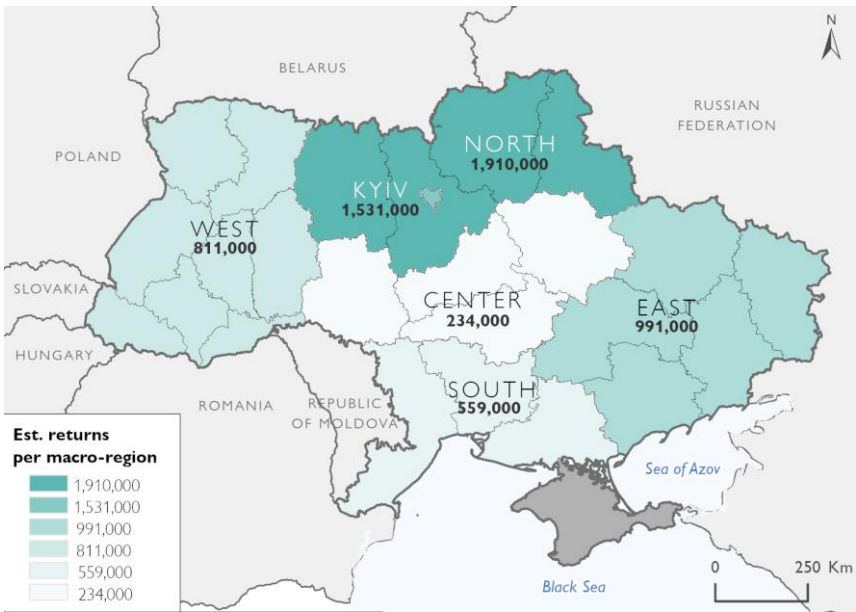 N
BELARUS
RUSSIAN
FEDERATION
POLAND
NORTH
1,910,000
KYIV
1,531,000
WEST
811,000
SLOVAKIA
CENTER
234,000
EAST
991,000
HUNGARY
SOUTH
559,000
ROMANIA
REPUBLIC
OF MOLDOVA
Est. returns
per macro-region
1,910,000
1,531,000
991,000
811,000
559,000
234,000
Sea of Azov
Black Sea
0 250 Km